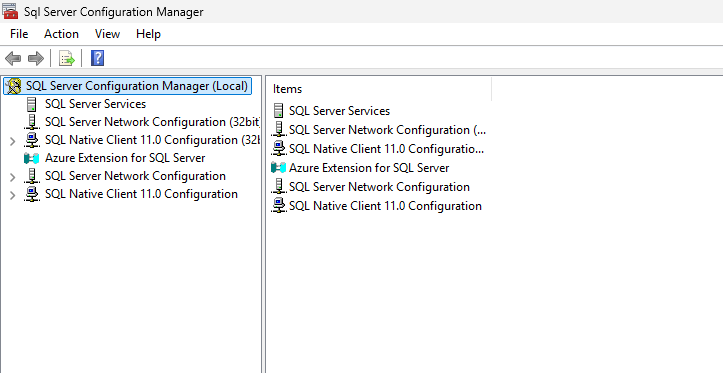 Sql Server Configuration Manager
File Action View Help
SQL Server Configuration Manager (Local)
SQL Server Services
SQL Server Network Configuration (32bit)
SQL Native Client 11.0 Configuration (32b
Azure Extension for SQL Server
SQL Server Network Configuration
SQL Native Client 11.0 Configuration
Items
SQL Server Services
SQL Server Network Configuration (...
SQL Native Client 11.0 Configuratio...
Azure Extension for SQL Server
SQL Server Network Configuration
SQL Native Client 11.0 Configuration